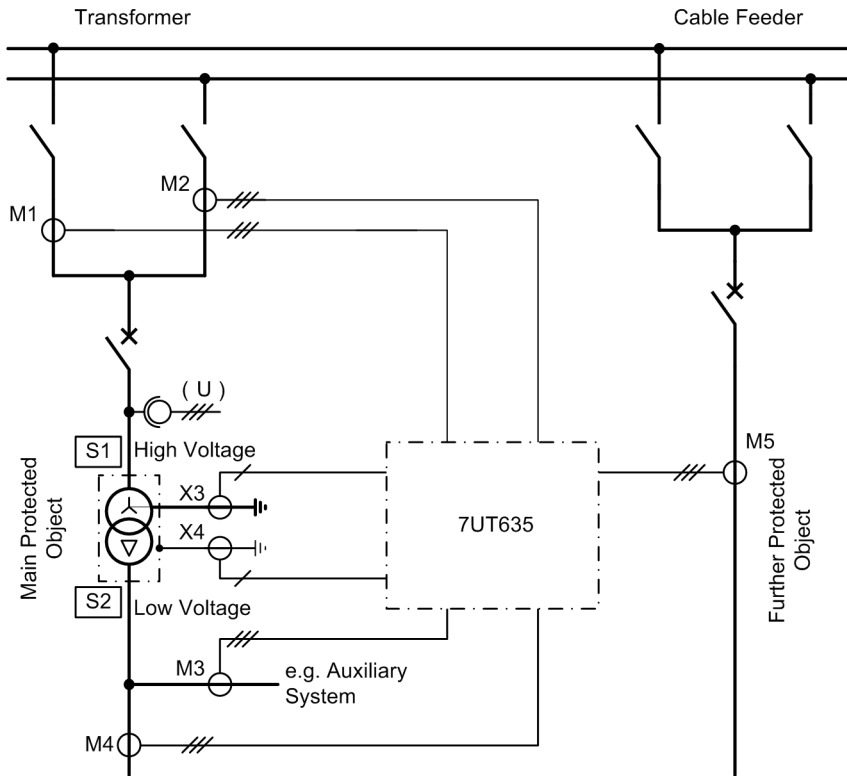 Transformer
Cable Feeder
M2
M1
( U )
S1
High Voltage
M5
X3
X4
7UT635
Main Protected
Object
Further Protected
Object
S2
Low Voltage
M3
e.g. Auxiliary
System
M4